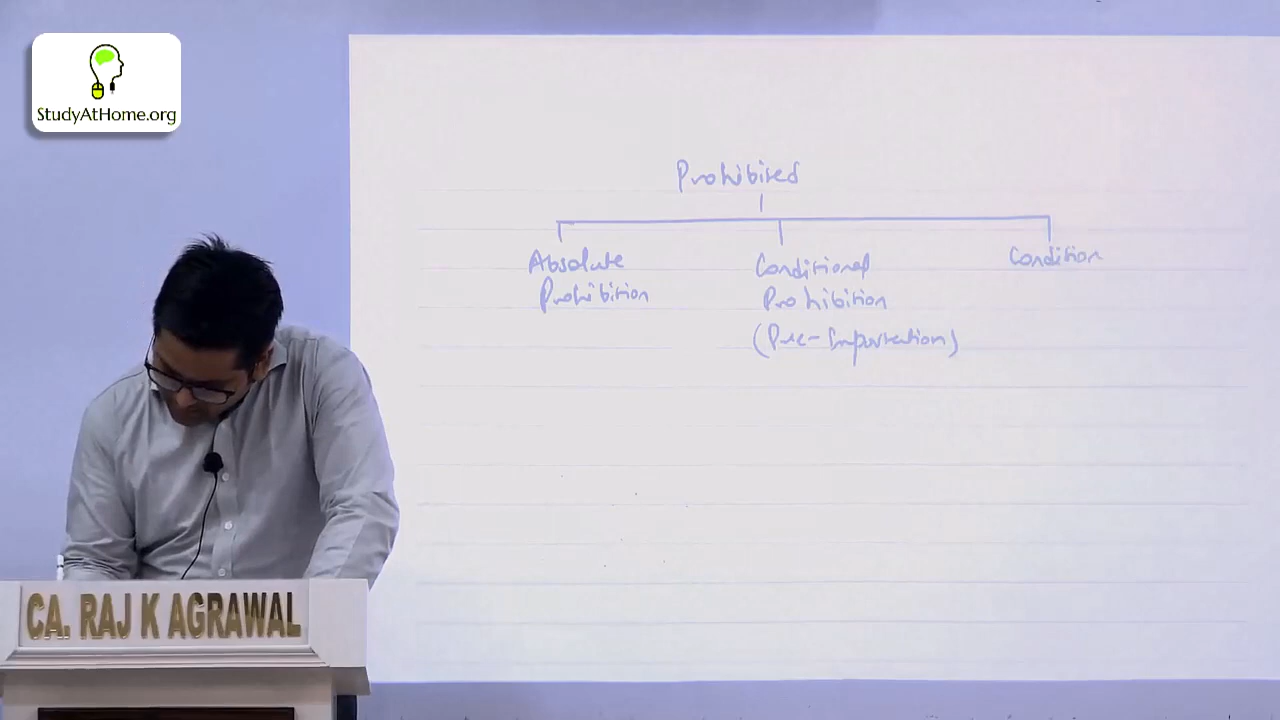 StudyAtHome.org
Prohibited
Absolute
Prohibition
Conditional
Prohibition
(Pre-Importation)
Condition
CA. RAJ K AGRAWAL